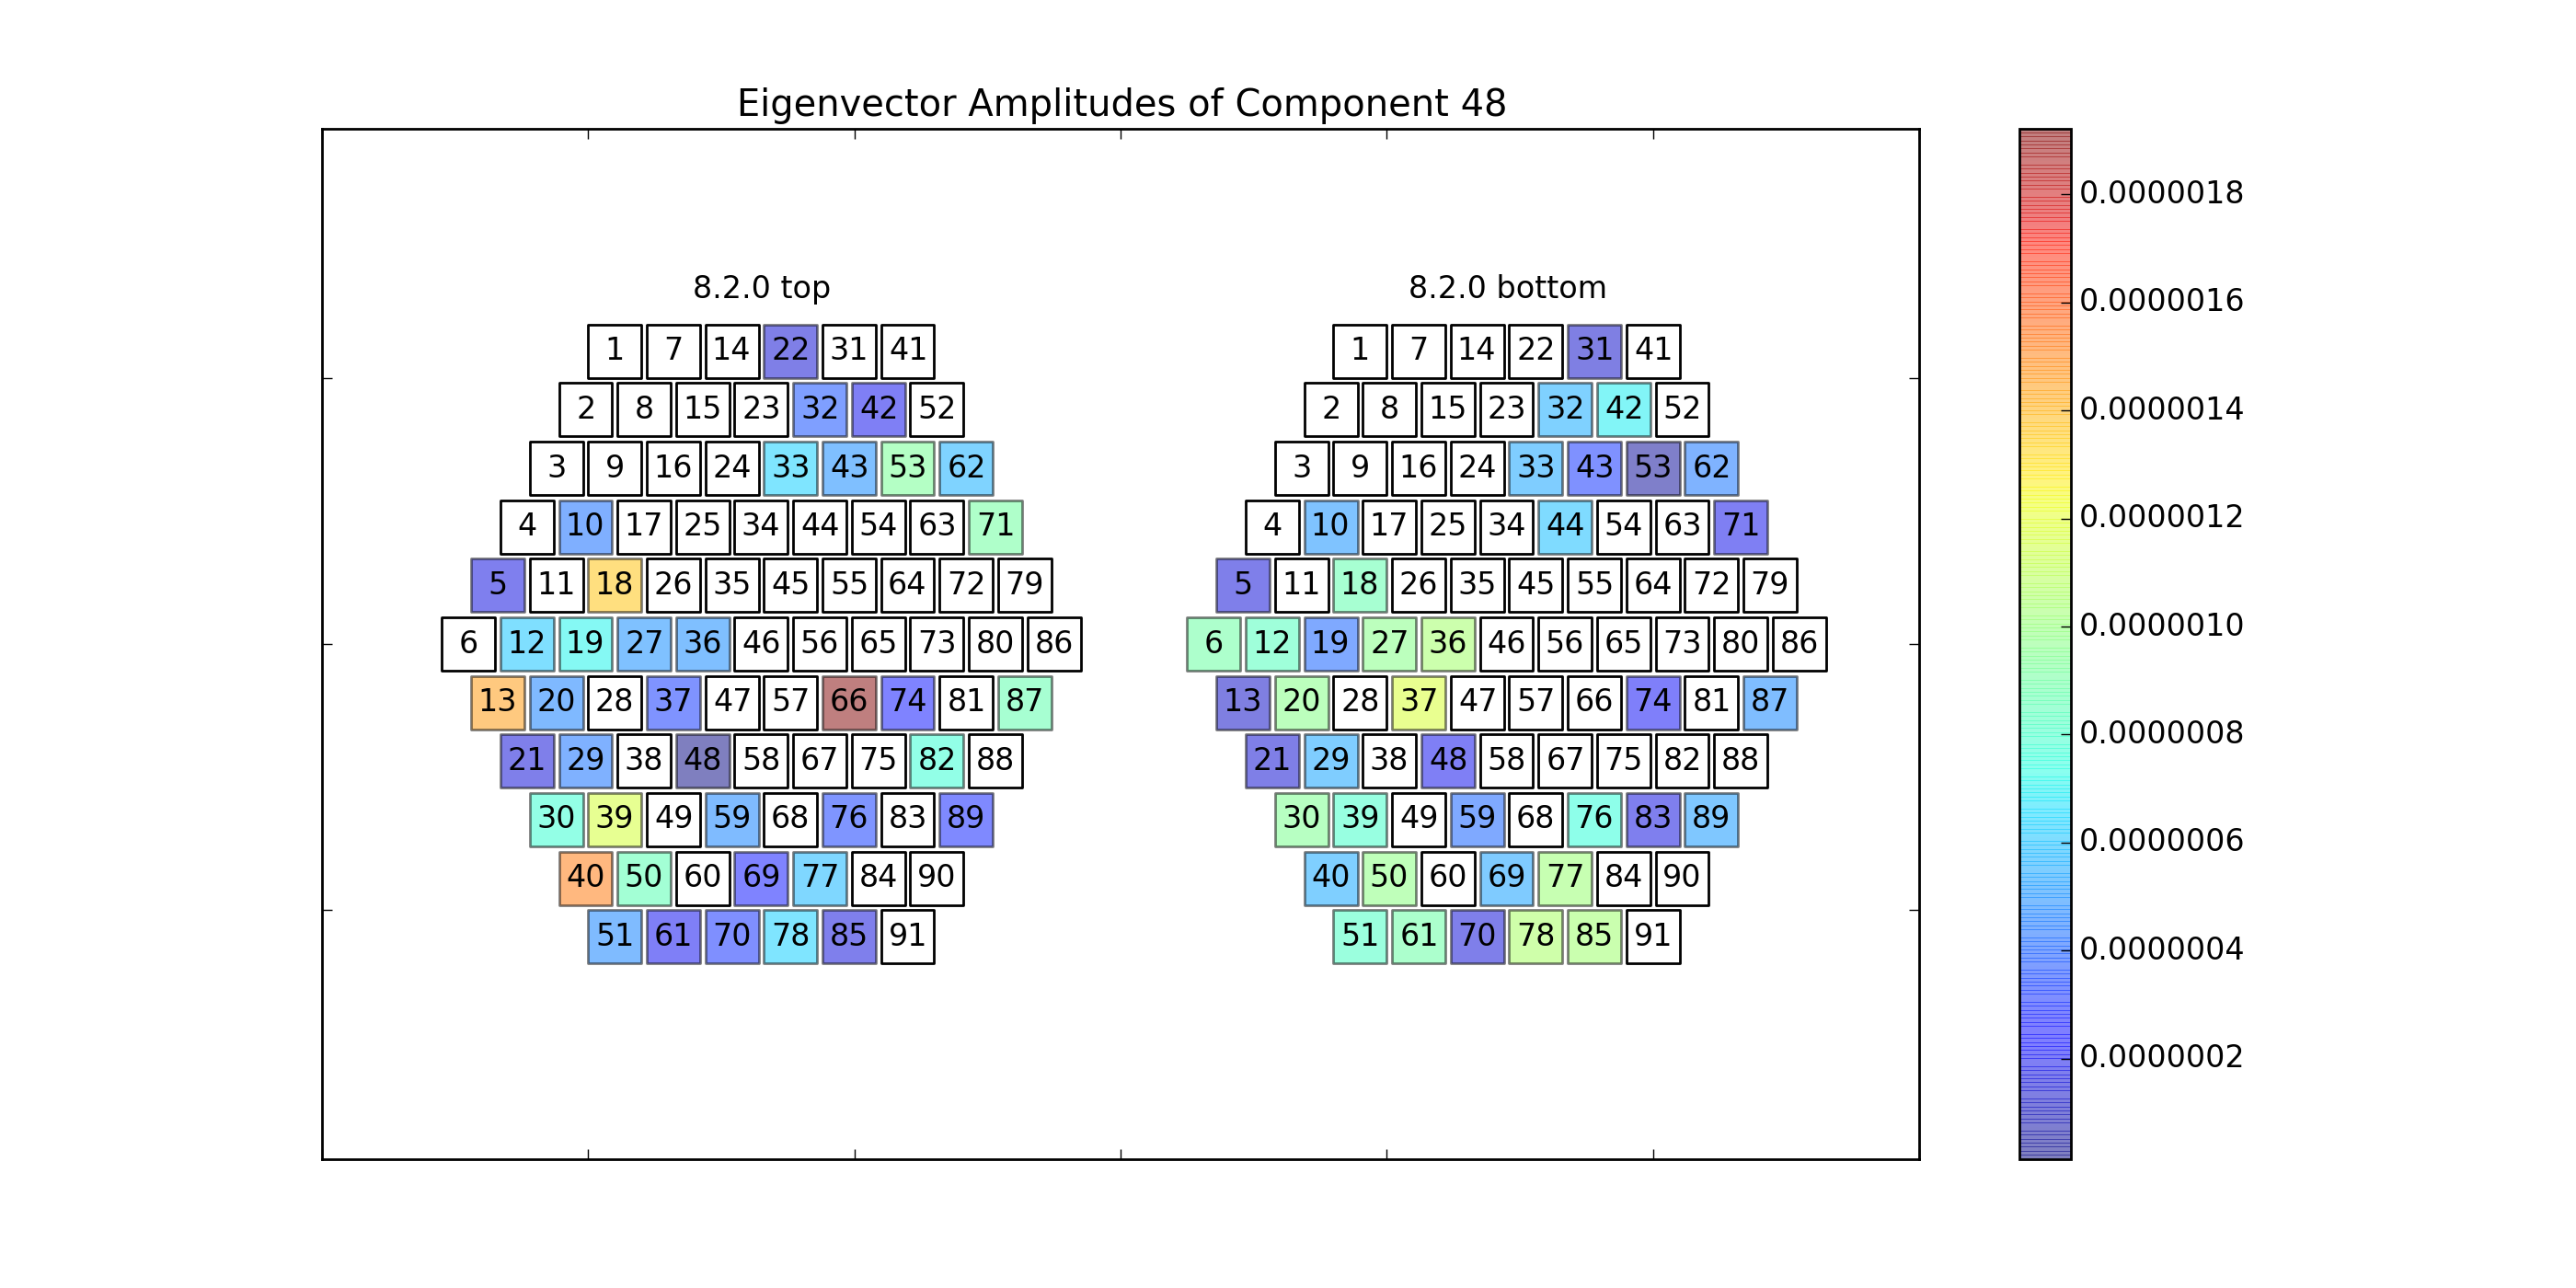 Eigenvector Amplitudes of Component 48
8.2.0 top
1 7 14 22 31 41
2 8 15 23 32 42 52
3 9 16 24 33 43 53 62
4 10 17 25 34 44 54 63 71
5 11 18 26 35 45 55 64 72 79
6 12 19 27 36 46 56 65 73 80 86
13 20 28 37 47 57 66 74 81 87
21 29 38 48 58 67 75 82 88
30 39 49 59 68 76 83 89
40 50 60 69 77 84 90
51 61 70 78 85 91
8.2.0 bottom
1 7 14 22 31 41
2 8 15 23 32 42 52
3 9 16 24 33 43 53 62
4 10 17 25 34 44 54 63 71
5 11 18 26 35 45 55 64 72 79
6 12 19 27 36 46 56 65 73 80 86
13 20 28 37 47 57 66 74 81 87
21 29 38 48 58 67 75 82 88
30 39 49 59 68 76 83 89
40 50 60 69 77 84 90
51 61 70 78 85 91
0.0000018
0.0000016
0.0000014
0.0000012
0.0000010
0.0000008
0.0000006
0.0000004
0.0000002